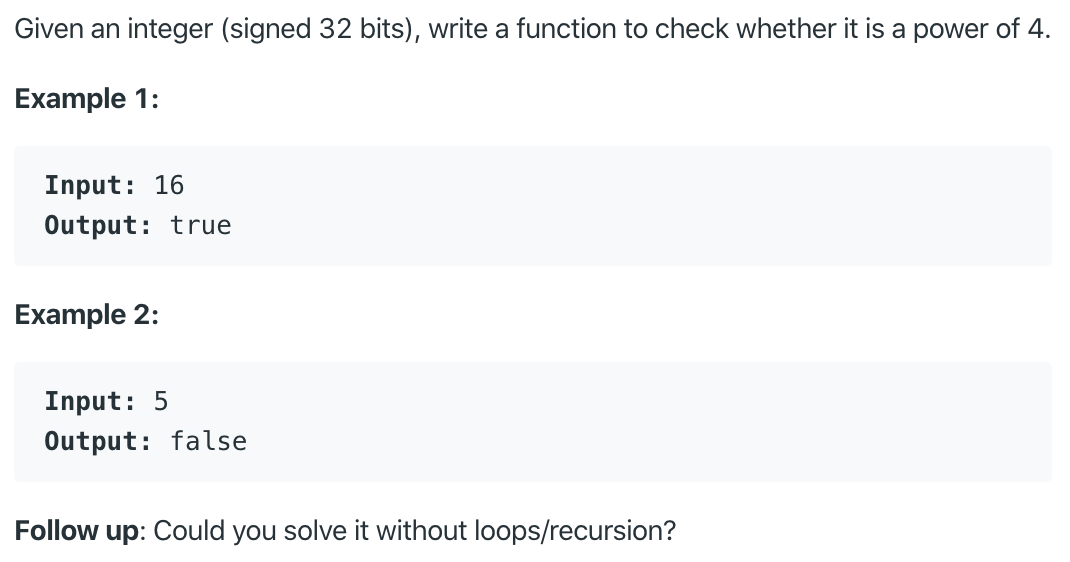 Given an integer (signed 32 bits), write a function to check whether it is a power of 4.
Example 1:
Input: 16
Output: true
Example 2:
Input: 5
Output: false
Follow up: Could you solve it without loops/recursion?